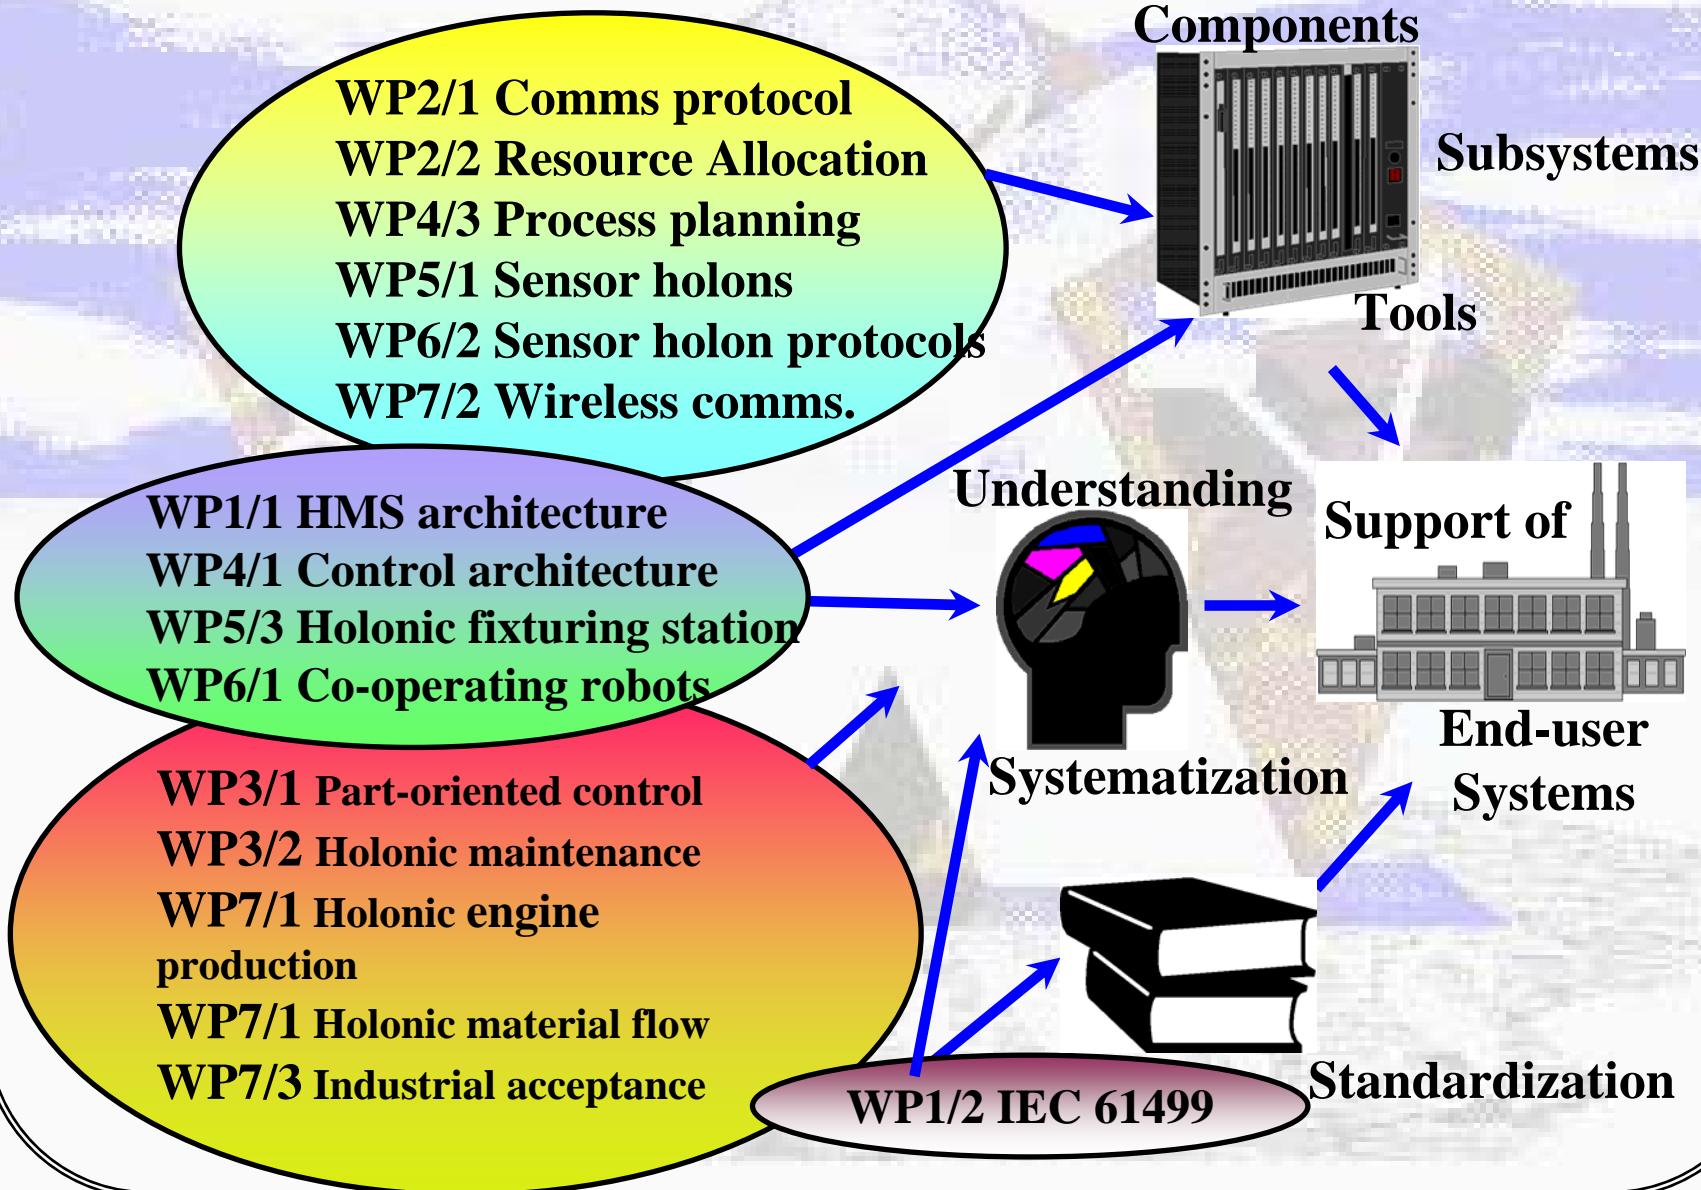 Components
WP2/1 Comms protocol
WP2/2 Resource Allocation
WP4/3 Process planning
WP5/1 Sensor holons
WP6/2 Sensor holon protocols
WP7/2 Wireless comms.
Subsystems
Tools
WP1/1 HMS architecture
WP4/1 Control architecture
WP5/3 Holonic fixturing station
WP6/1 Co-operating robots
Understanding
Systematization
Support of
End-user
Systems
WP3/1 Part-oriented control
WP3/2 Holonic maintenance
WP7/1 Holonic engine
production
WP7/1 Holonic material flow
WP7/3 Industrial acceptance
WP1/2 IEC 61499
Standardization